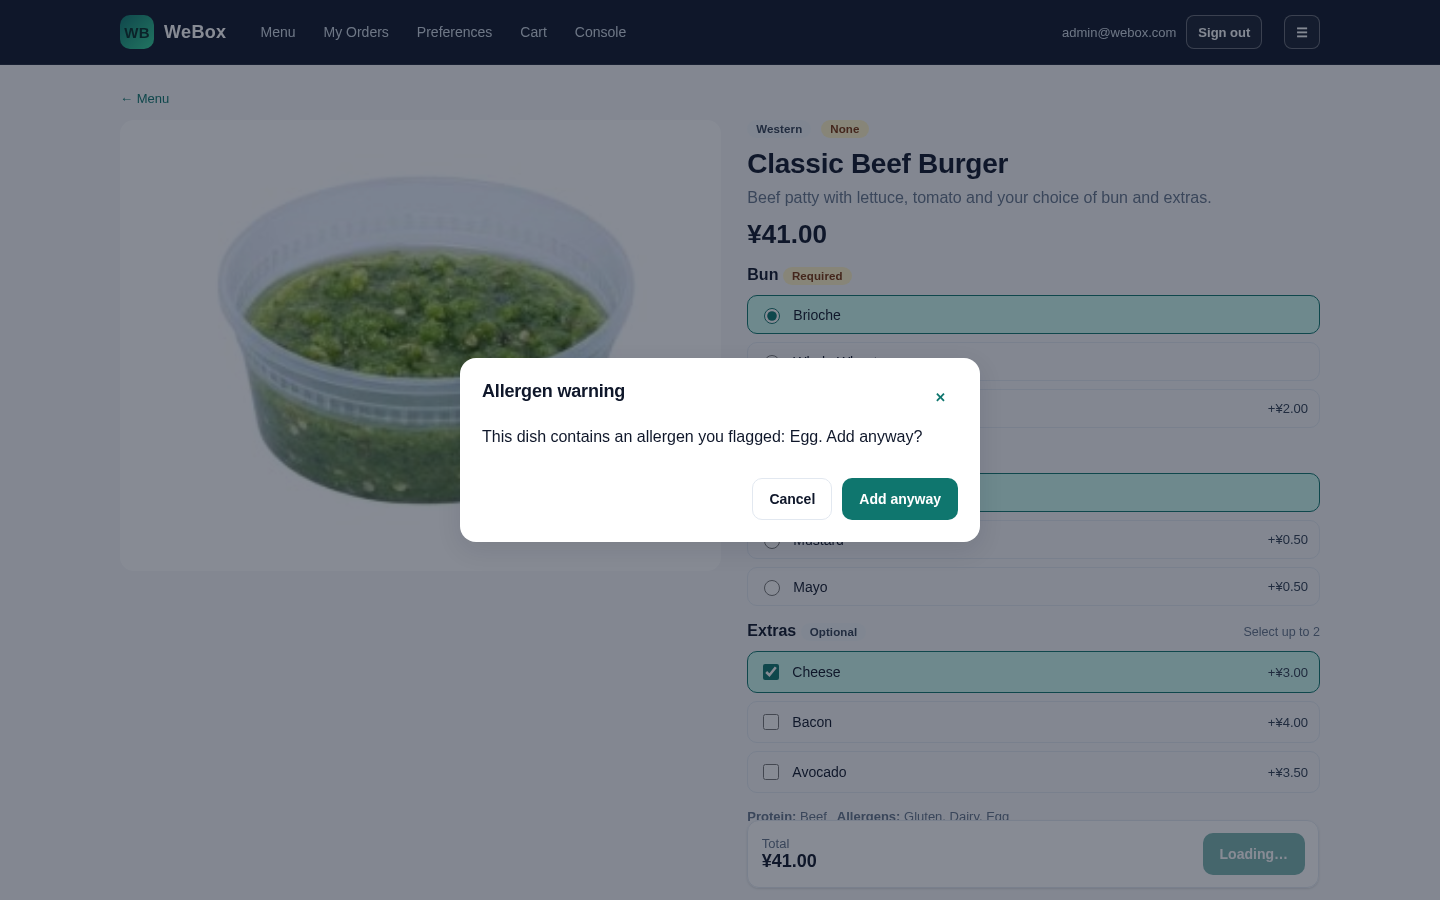 WB WeBox Menu My Orders Preferences Cart Console admin@webox.com Sign out ☰
← Menu
Western None
Classic Beef Burger
Beef patty with lettuce, tomato and your choice of bun and extras.
¥41.00
Bun Required
Brioche
+¥2.00
Allergen warning ×
This dish contains an allergen you flagged: Egg. Add anyway?
Cancel Add anyway
Mustard +¥0.50
Mayo +¥0.50
Extras Optional Select up to 2
Cheese +¥3.00
Bacon +¥4.00
Avocado +¥3.50
Protein: Beef Allergens: Gluten, Dairy, Egg
Total
¥41.00
Loading...